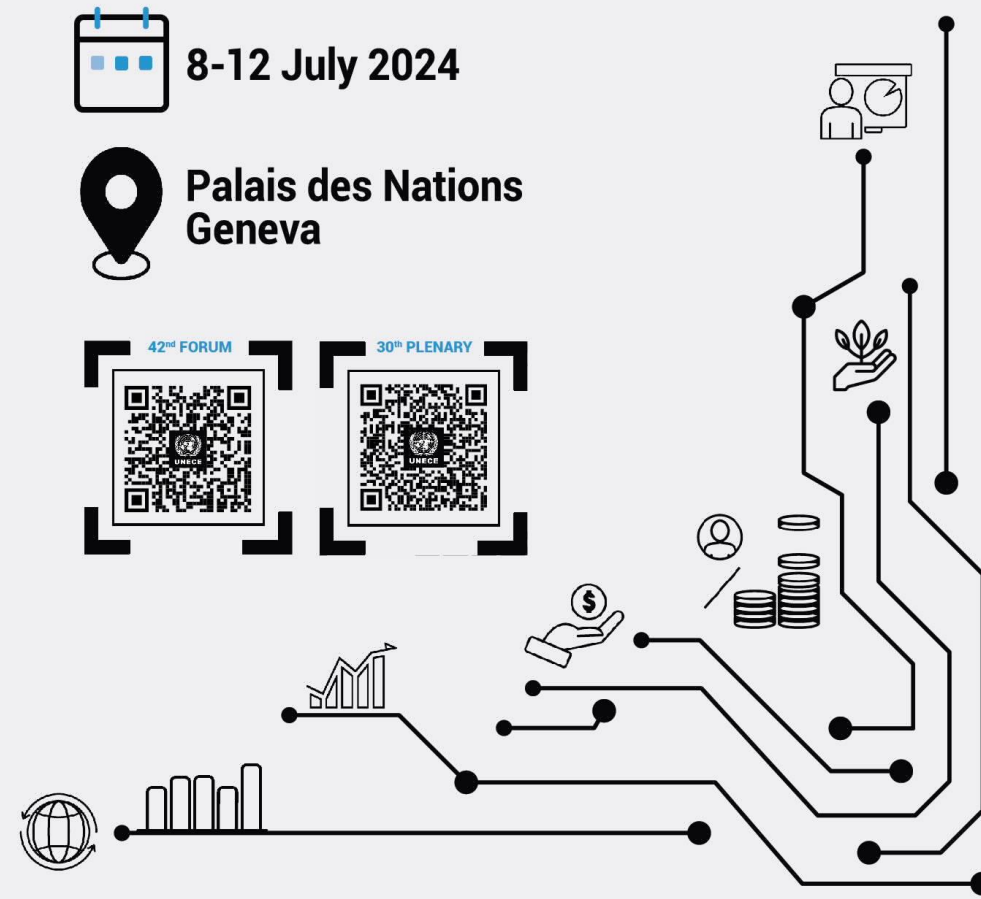 8-12 July 2024
Palais des Nations
Geneva
42nd FORUM
30th PLENARY
UNECE
UNECE
$